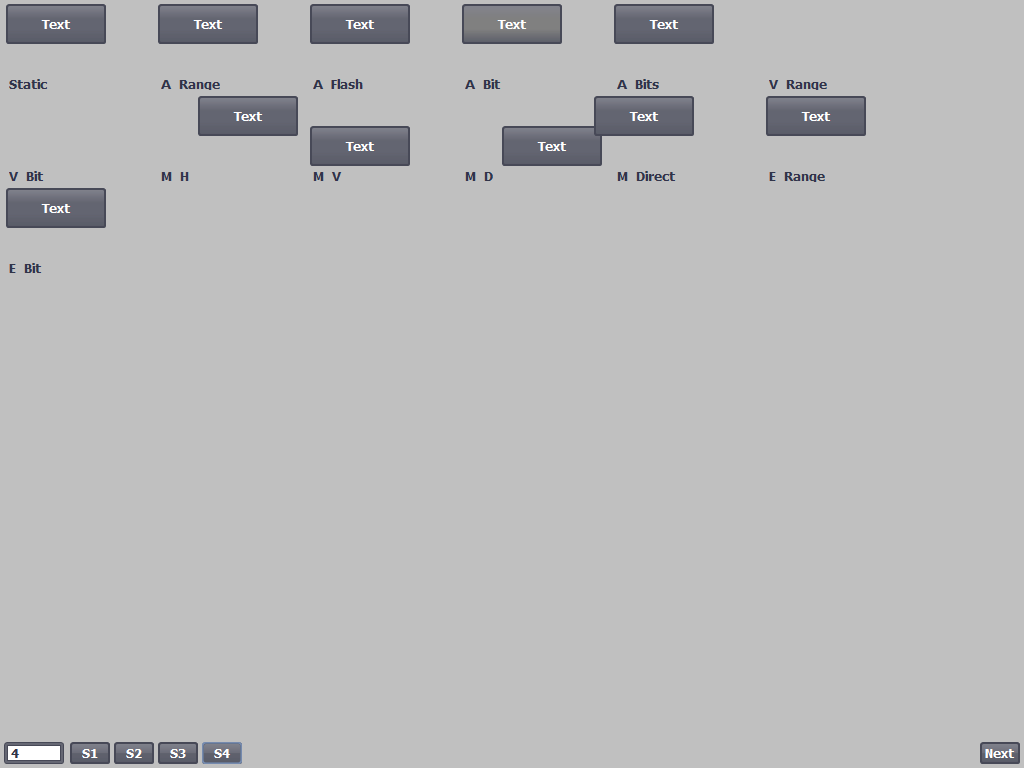 Text Text Text Text Text
Static A Range A Flash A Bit A Bits V Range
Text Text Text
Text Text
V Bit M H M V M D M Direct E Range
Text
E Bit
4 S1 S2 S3 S4 Next